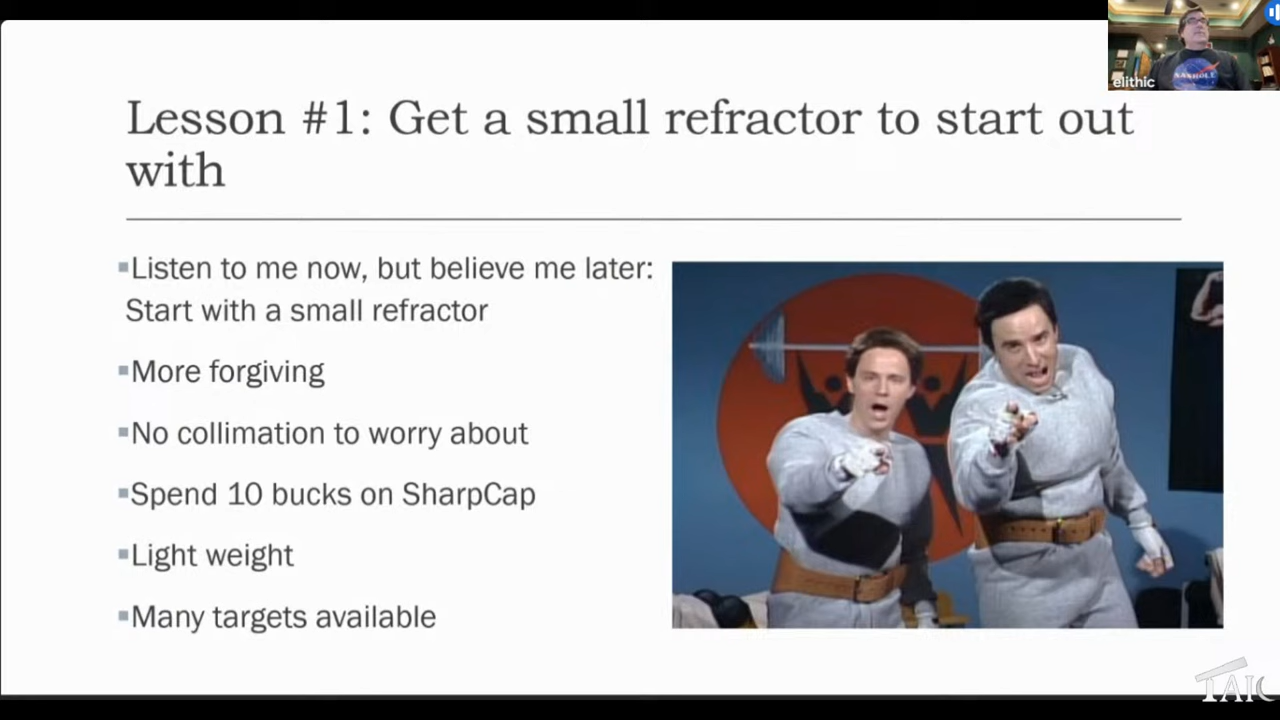 elithic
Lesson #1: Get a small refractor to start out
with
▪Listen to me now, but believe me later:
Start with a small refractor
▪More forgiving
▪No collimation to worry about
▪Spend 10 bucks on SharpCap
▪Light weight
▪Many targets available
TAIC